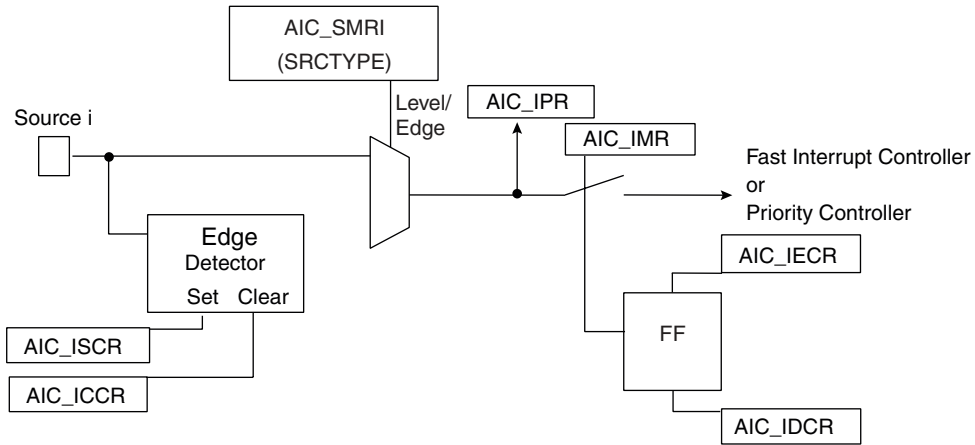 AIC_SMRI
(SRCTYPE)
Level/
Edge
Source i
AIC_IPR
AIC_IMR
Fast Interrupt Controller
or
Priority Controller
Edge
Detector
Set Clear
AIC_IECR
FF
AIC_ISCR
AIC_ICCR
AIC_IDCR